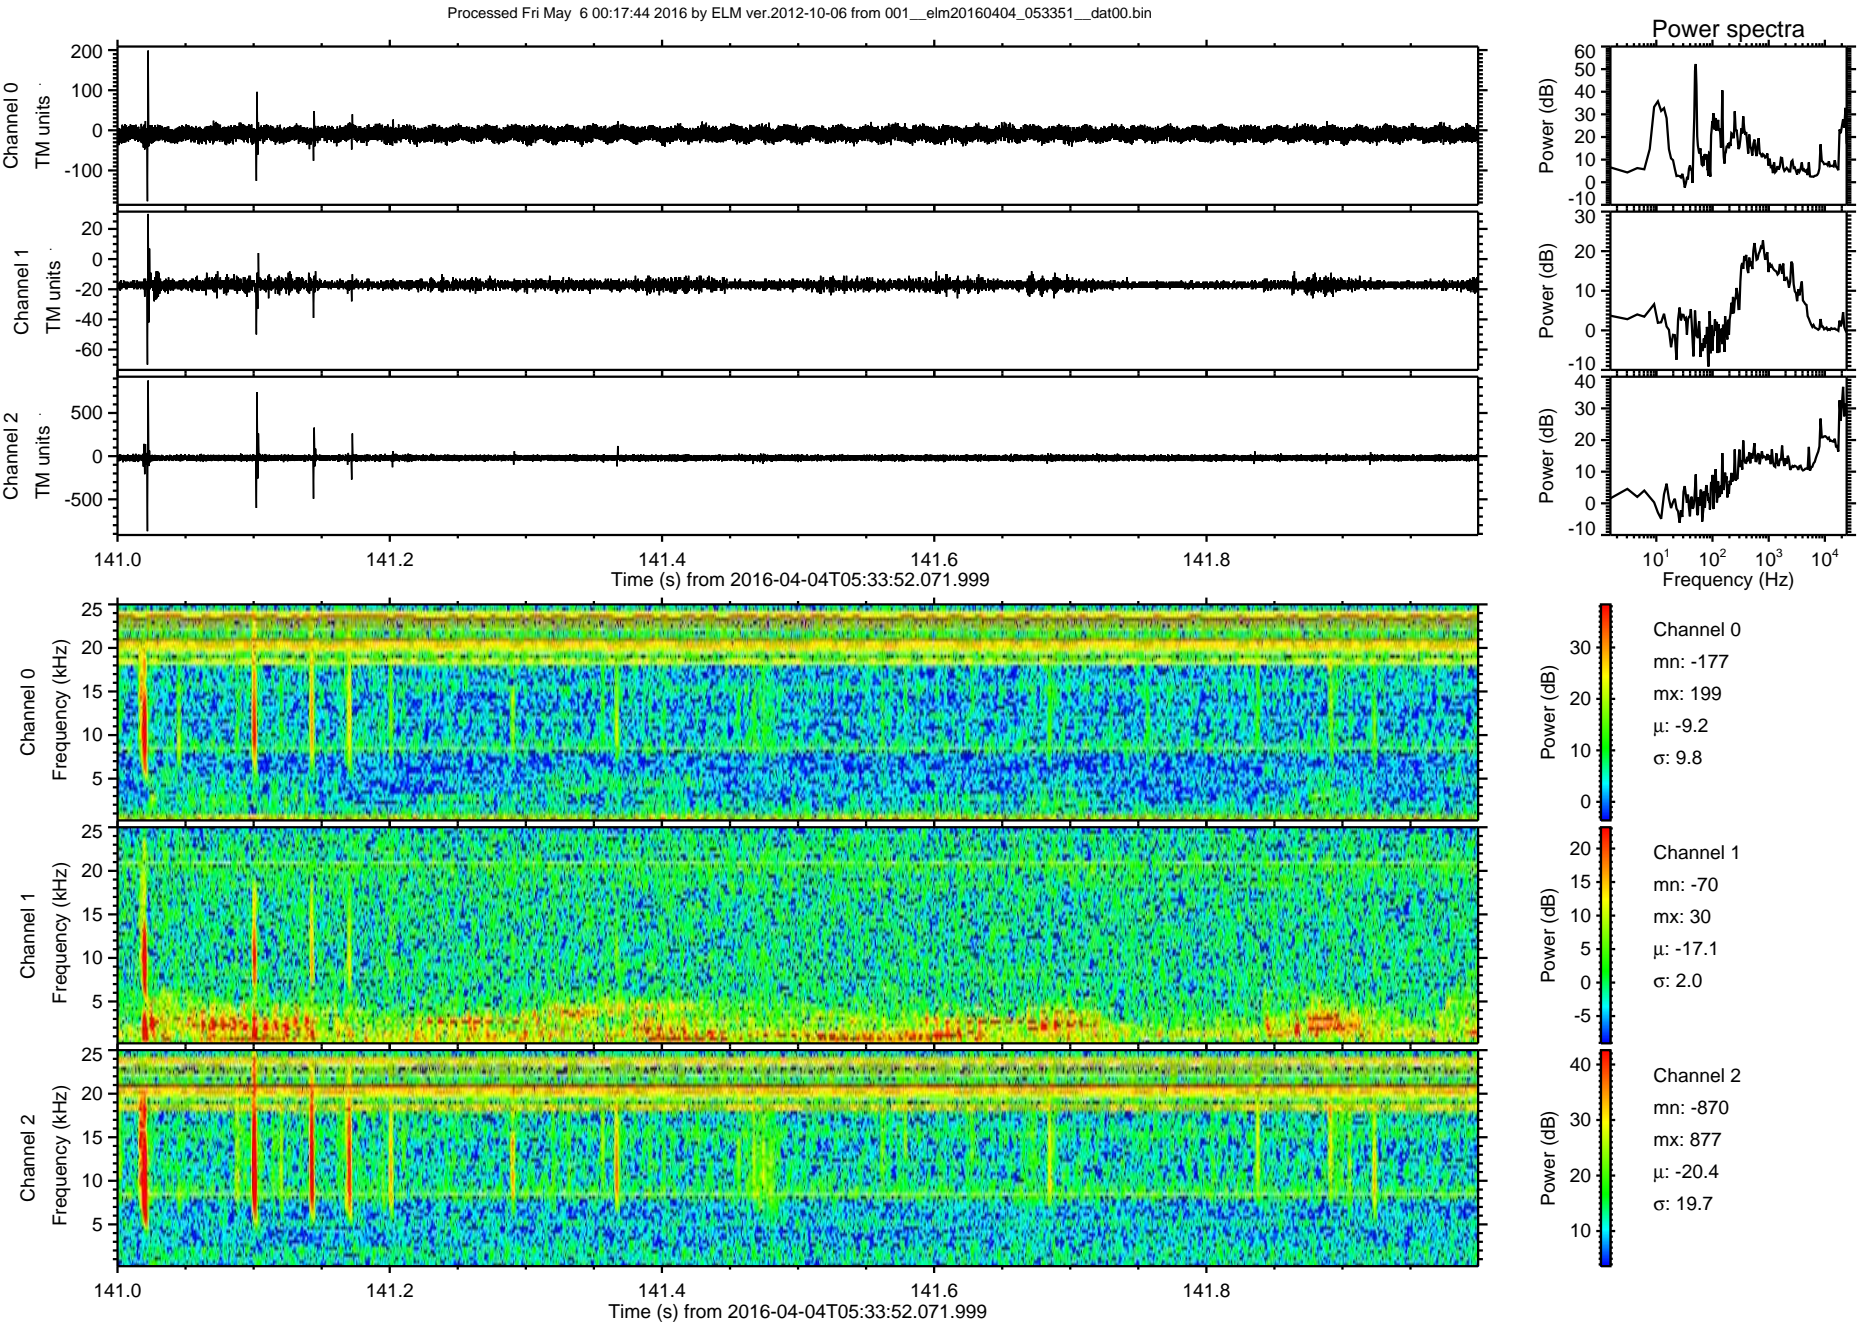 Processed Fri May  6 00:17:44 2016 by ELM ver.2012-10-06 from 001__elm20160404_053351__dat00.bin
Power spectra
Channel 0
TM units
200
100
0
-100
Power (dB)
60
50
40
30
20
10
0
-10
Channel 1
TM units
20
0
-20
-40
-60
Power (dB)
30
20
10
0
-10
Channel 2
TM units
500
0
-500
Power (dB)
40
30
20
10
0
-10
141.0 141.2 141.4 141.6 141.8
Time (s) from 2016-04-04T05:33:52.071.999
10^1 10^2 10^3 10^4
Frequency (Hz)
Channel 0
Frequency (kHz)
25
20
15
10
5
Power (dB)
30
20
10
0
Channel 0
mn: -177
mx: 199
μ: -9.2
σ: 9.8
Channel 1
Frequency (kHz)
25
20
15
10
5
Power (dB)
20
15
10
5
0
-5
Channel 1
mn: -70
mx: 30
μ: -17.1
σ: 2.0
Channel 2
Frequency (kHz)
25
20
15
10
5
Power (dB)
40
30
20
10
Channel 2
mn: -870
mx: 877
μ: -20.4
σ: 19.7
141.0 141.2 141.4 141.6 141.8
Time (s) from 2016-04-04T05:33:52.071.999